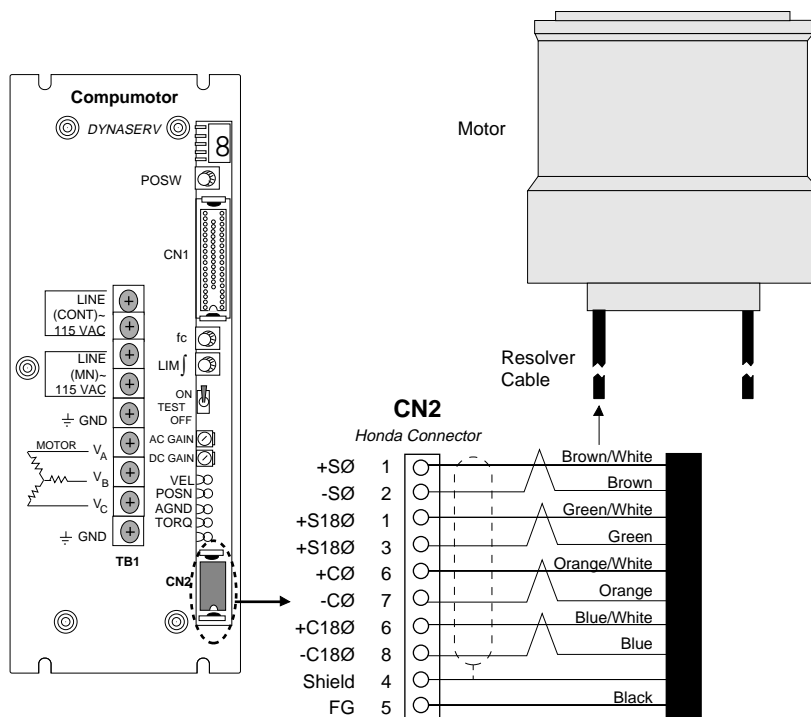 Compumotor
DYNASERV
8
POSW
CN1
LINE
(CONT)~
115 VAC
fc
LINE
(MN)~
115 VAC
LIM∫
ON
TEST
OFF
GND
MOTOR
VA
VB
VC
AC GAIN
DC GAIN
VEL
POSN
AGND
TORQ
GND
TB1
CN2
Motor
Resolver
Cable
CN2
Honda Connector
+SØ 1 Brown/White
-SØ 2 Brown
+S18Ø 1 Green/White
+S18Ø 3 Green
+CØ 6 Orange/White
-CØ 7 Orange
+C18Ø 6 Blue/White
-C18Ø 8 Blue
Shield 4
FG 5 Black